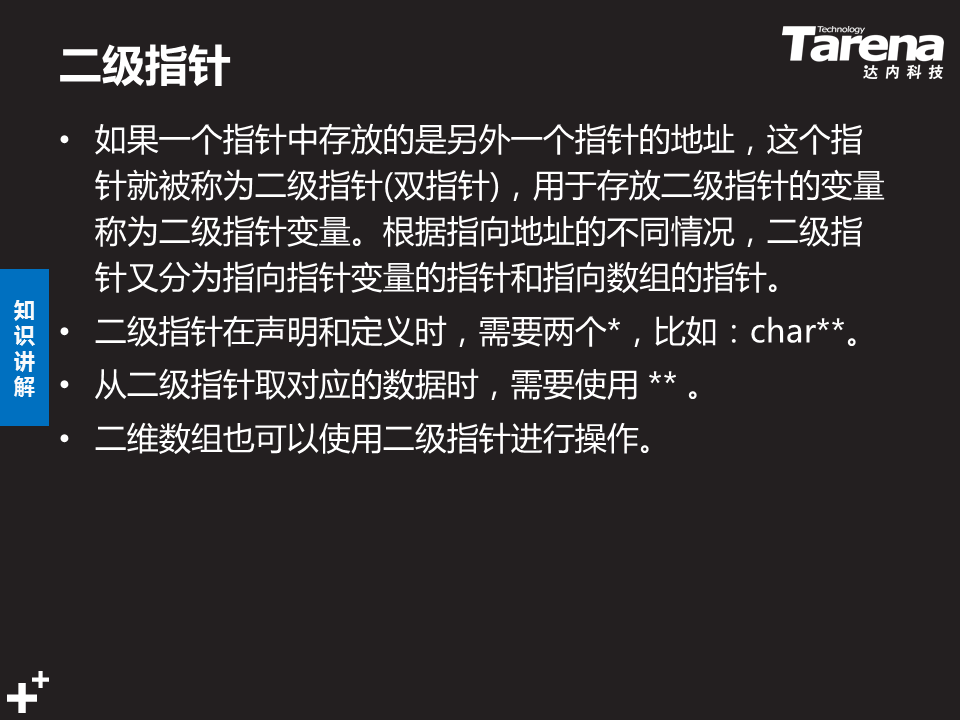 Technology
Tarena
达内科技
二级指针
• 如果一个指针中存放的是另外一个指针的地址，这个指
针就被称为二级指针(双指针)，用于存放二级指针的变量
称为二级指针变量。根据指向地址的不同情况，二级指
针又分为指向指针变量的指针和指向数组的指针。
• 二级指针在声明和定义时，需要两个*，比如：char**。
• 从二级指针取对应的数据时，需要使用 ** 。
• 二维数组也可以使用二级指针进行操作。
知
识
讲
解